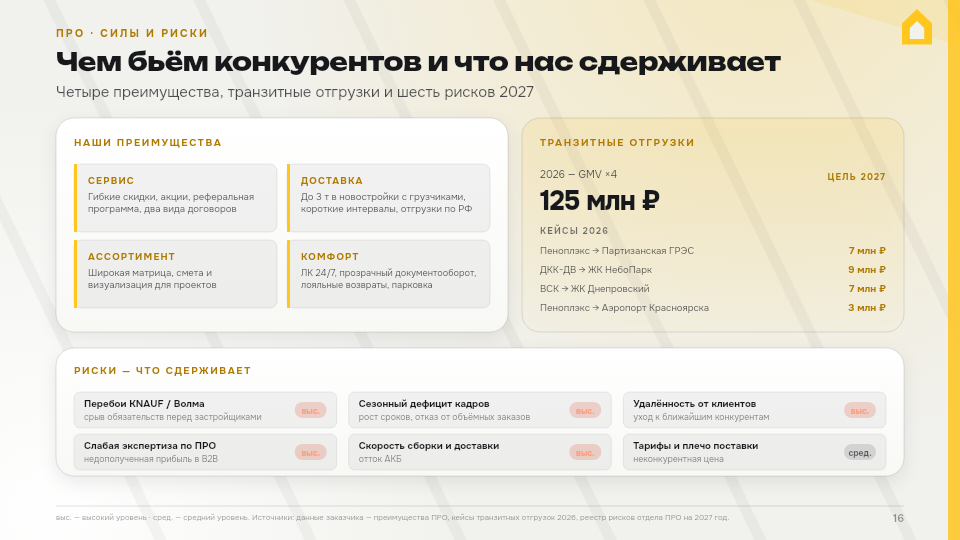 ПРО · СИЛЫ И РИСКИ
Чем бьём конкурентов и что нас сдерживает
Четыре преимущества, транзитные отгрузки и шесть рисков 2027
НАШИ ПРЕИМУЩЕСТВА
СЕРВИС
Гибкие скидки, акции, реферальная
программа, два вида договоров
ДОСТАВКА
До 3 т в новостройки с грузчиками,
короткие интервалы, отгрузки по РФ
АССОРТИМЕНТ
Широкая матрица, смета и
визуализация для проектов
КОМФОРТ
ЛК 24/7, прозрачный документооборот,
лояльные возвраты, парковка
ТРАНЗИТНЫЕ ОТГРУЗКИ
2026 — GMV ×4
ЦЕЛЬ 2027
125 млн ₽
КЕЙСЫ 2026
Пеноплэкс → Партизанская ГРЭС 7 млн ₽
ДКК-ДВ → ЖК НебоПарк 9 млн ₽
ВСК → ЖК Днепровский 7 млн ₽
Пеноплэкс → Аэропорт Красноярска 3 млн ₽
РИСКИ — ЧТО СДЕРЖИВАЕТ
Перебои KNAUF / Волма
срыв обязательств перед застройщиками
выс.
Сезонный дефицит кадров
рост сроков, отказ от объёмных заказов
выс.
Удалённость от клиентов
уход к ближайшим конкурентам
выс.
Слабая экспертиза по ПРО
недополученная прибыль в B2B
выс.
Скорость сборки и доставки
отток АКБ
выс.
Тарифы и плечо поставки
неконкурентная цена
сред.
выс. — высокий уровень · сред. — средний уровень. Источники: данные заказчика — преимущества ПРО, кейсы транзитных отгрузок 2026, реестр рисков отдела ПРО на 2027 год.
16